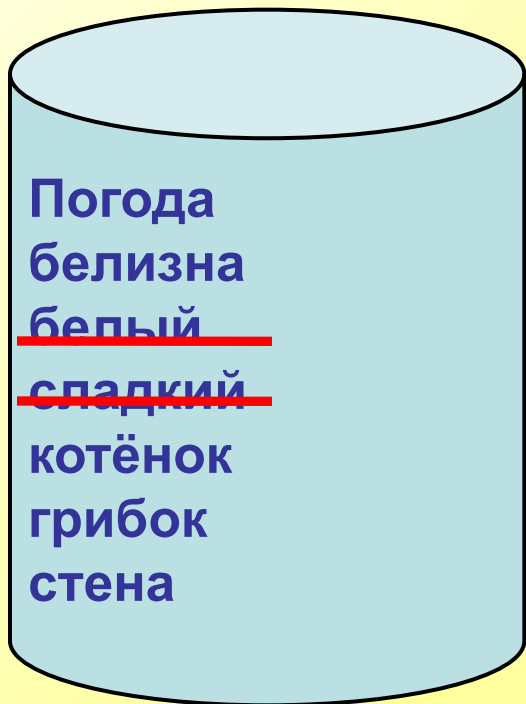 Погода
белизна
белый
сладкий
котёнок
грибок
стена